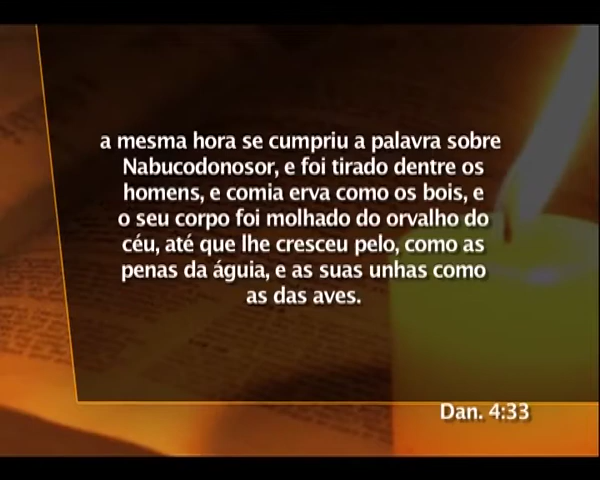 a mesma hora se cumpriu a palavra sobre
Nabucodonosor, e foi tirado dentre os
homens, e comia erva como os bois, e
o seu corpo foi molhado do orvalho do
céu, até que lhe cresceu pelo, como as
penas da águia, e as suas unhas como
as das aves.
Dan. 4:33